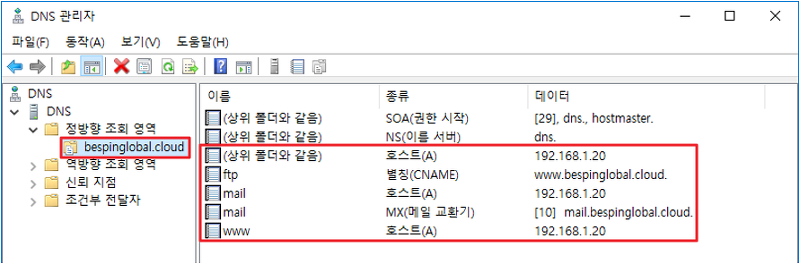 DNS 관리자
파일(F) 동작(A) 보기(V) 도움말(H)
DNS
DNS
정방향 조회 영역
bespinglobal.cloud
역방향 조회 영역
신뢰 지점
조건부 전달자
이름 종류 데이터
(상위 폴더와 같음) SOA(권한 시작) [29], dns., hostmaster.
(상위 폴더와 같음) NS(이름 서버) dns.
(상위 폴더와 같음) 호스트(A) 192.168.1.20
ftp 별칭(CNAME) www.bespinglobal.cloud.
mail 호스트(A) 192.168.1.20
mail MX(메일 교환기) [10] mail.bespinglobal.cloud.
www 호스트(A) 192.168.1.20